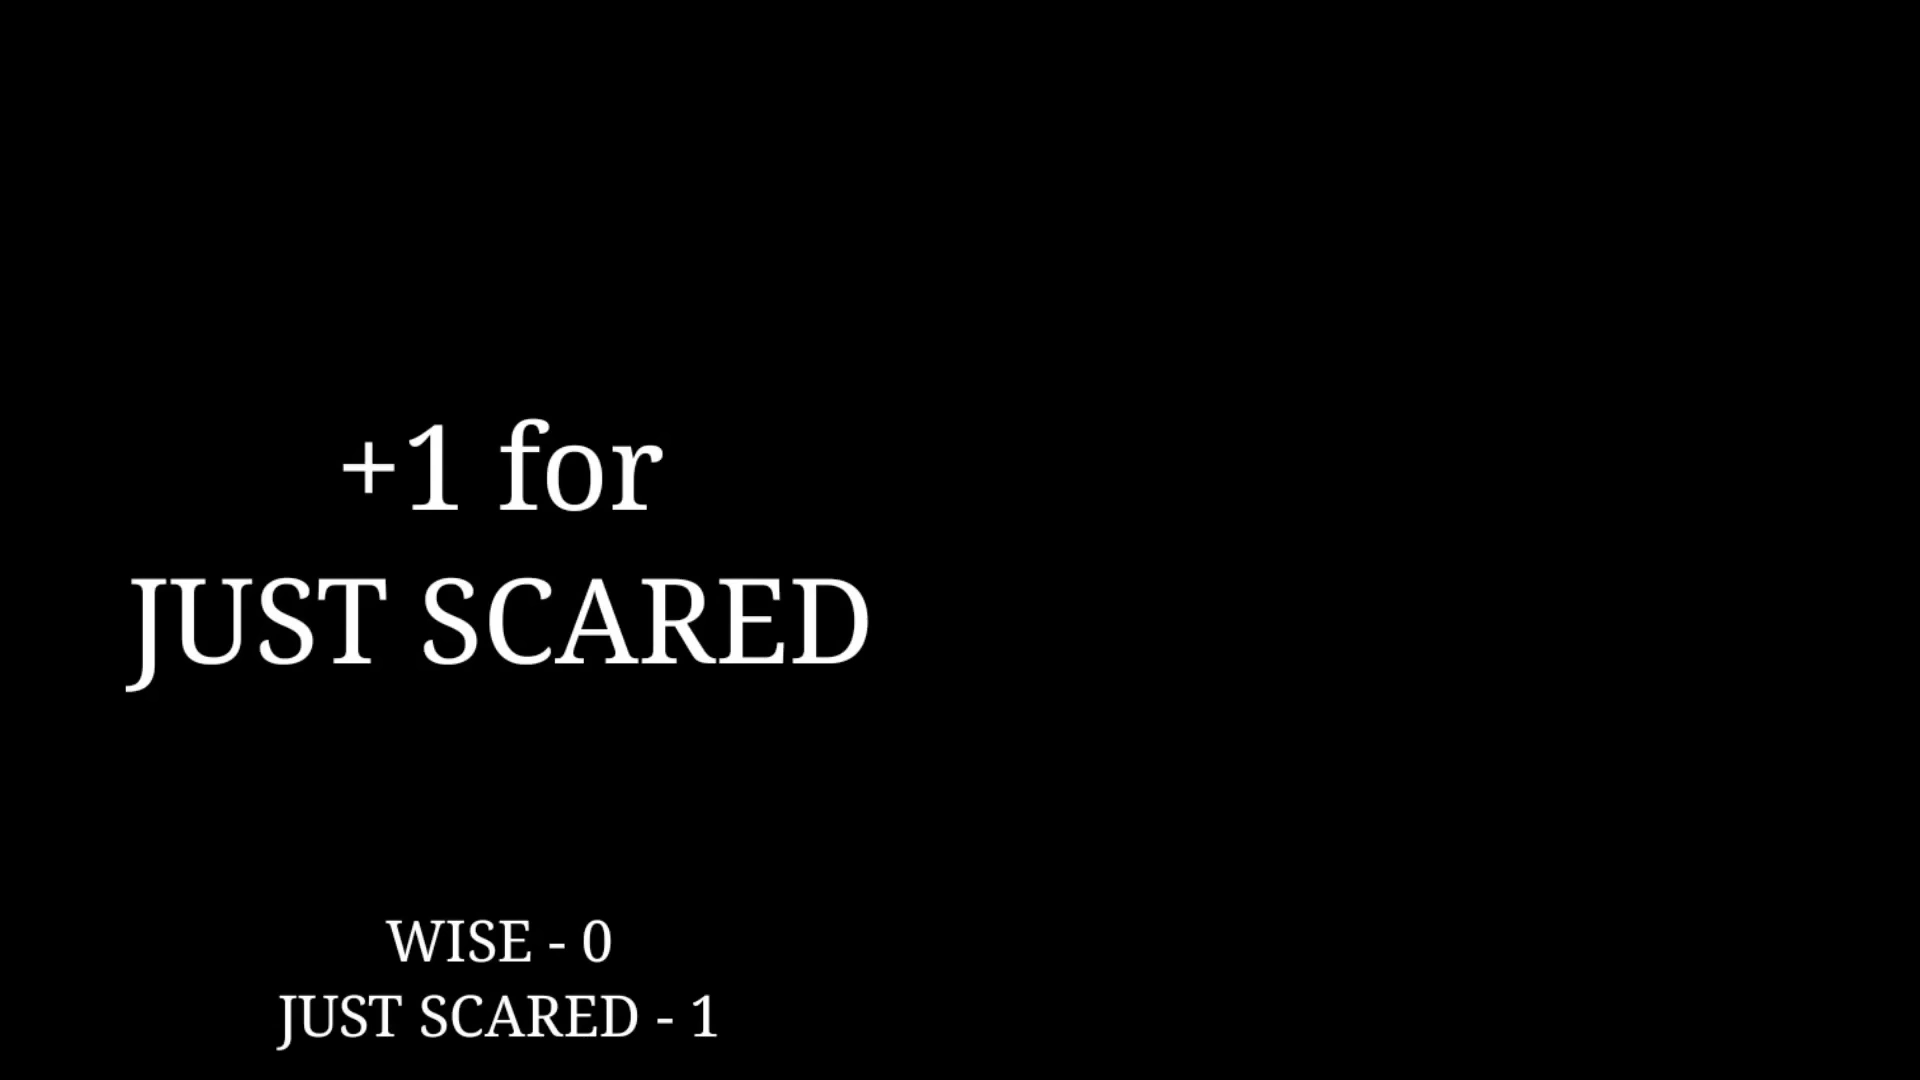 +1 for
JUST SCARED
WISE - 0
JUST SCARED - 1